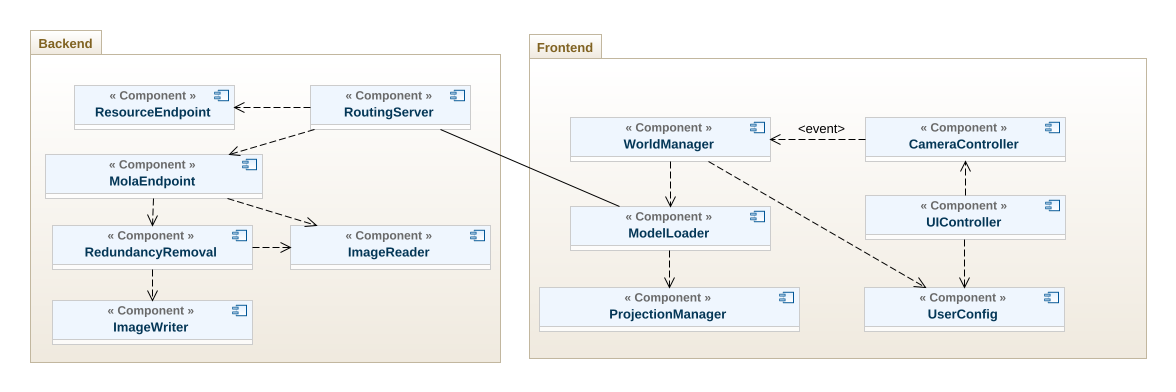 Backend
« Component »
ResourceEndpoint
« Component »
RoutingServer
« Component »
MolaEndpoint
« Component »
RedundancyRemoval
« Component »
ImageReader
« Component »
ImageWriter
Frontend
« Component »
WorldManager
<event>
« Component »
CameraController
« Component »
ModelLoader
« Component »
UIController
« Component »
ProjectionManager
« Component »
UserConfig